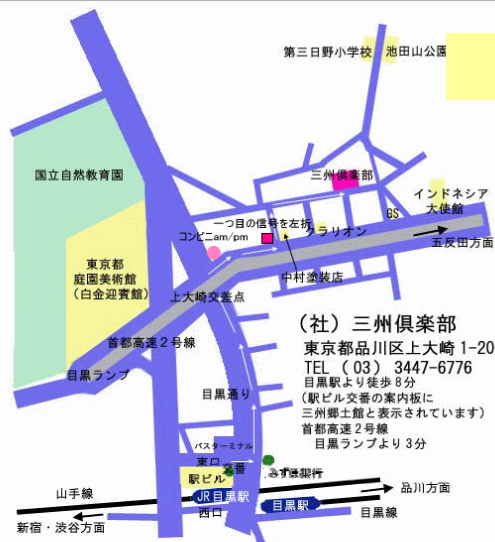 第三日野小学校
池田山公園
国立自然教育園
三州倶楽部
インドネシア
大使館
一つ目の信号を左折
GS
コンビニam/pm
クラリオン
五反田方面
東京都
庭園美術館
（白金迎賓館）
中村塗装店
上大崎交差点
首都高速２号線
目黒ランプ
（社）三州倶楽部
東京都品川区上大崎 1-20
TEL（03） 3447-6776
目黒駅より徒歩８分
（駅ビル交番の案内板に
三州郷土館と表示されています）
首都高速２号線
目黒ランプより３分
目黒通り
バスターミナル
東口
交番
みずほ銀行
駅ビル
JR目黒駅
山手線
品川方面
西口
目黒駅
目黒線
新宿・渋谷方面